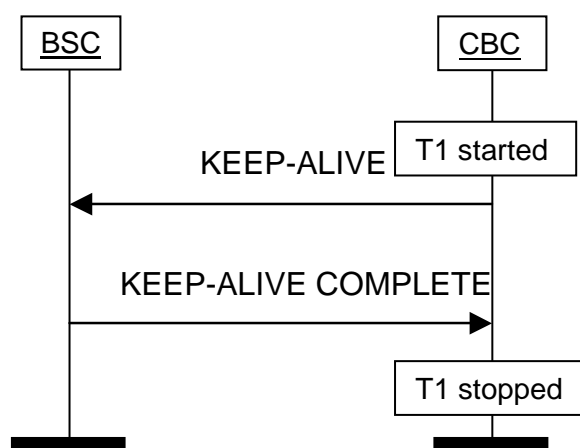 BSC
CBC
T1 started
KEEP-ALIVE
KEEP-ALIVE COMPLETE
T1 stopped